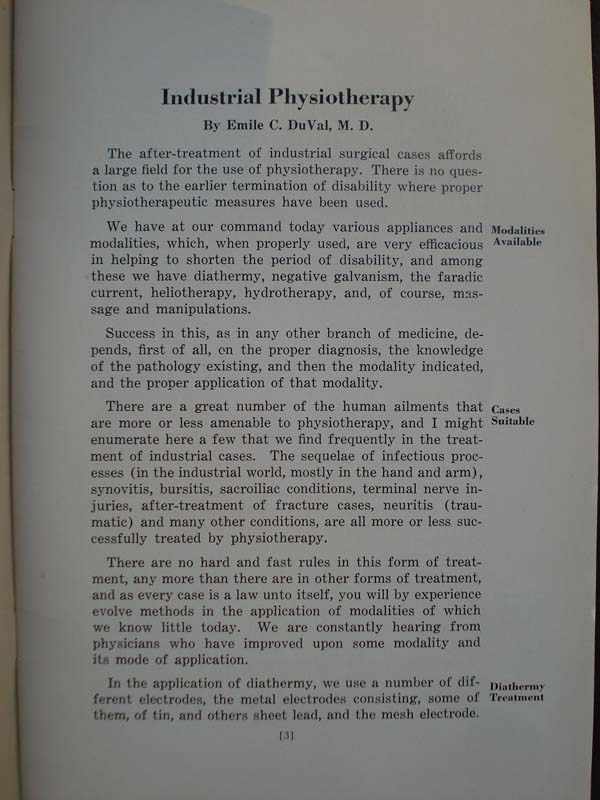 Industrial Physiotherapy
By Emile C. DuVal, M. D.
The after-treatment of industrial surgical cases affords
a large field for the use of physiotherapy. There is no ques-
tion as to the earlier termination of disability where proper
physiotherapeutic measures have been used.
We have at our command today various appliances and
modalities, which, when properly used, are very efficacious
in helping to shorten the period of disability, and among
these we have diathermy, negative galvanism, the faradic
current, heliotherapy, hydrotherapy, and, of course, mas-
sage and manipulations.
Modalities
Available
Success in this, as in any other branch of medicine, de-
pends, first of all, on the proper diagnosis, the knowledge
of the pathology existing, and then the modality indicated,
and the proper application of that modality.
There are a great number of the human ailments that
are more or less amenable to physiotherapy, and I might
enumerate here a few that we find frequently in the treat-
ment of industrial cases. The sequelae of infectious proc-
esses (in the industrial world, mostly in the hand and arm),
synovitis, bursitis, sacroiliac conditions, terminal nerve in-
juries, after-treatment of fracture cases, neuritis (trau-
matic) and many other conditions, are all more or less suc-
cessfully treated by physiotherapy.
Cases
Suitable
There are no hard and fast rules in this form of treat-
ment, any more than there are in other forms of treatment,
and as every case is a law unto itself, you will by experience
evolve methods in the application of modalities of which
we know little today. We are constantly hearing from
physicians who have improved upon some modality and
its mode of application.
In the application of diathermy, we use a number of dif-
ferent electrodes, the metal electrodes consisting, some of
them, of tin, and others sheet lead, and the mesh electrode.
Diathermy
Treatment
[3]